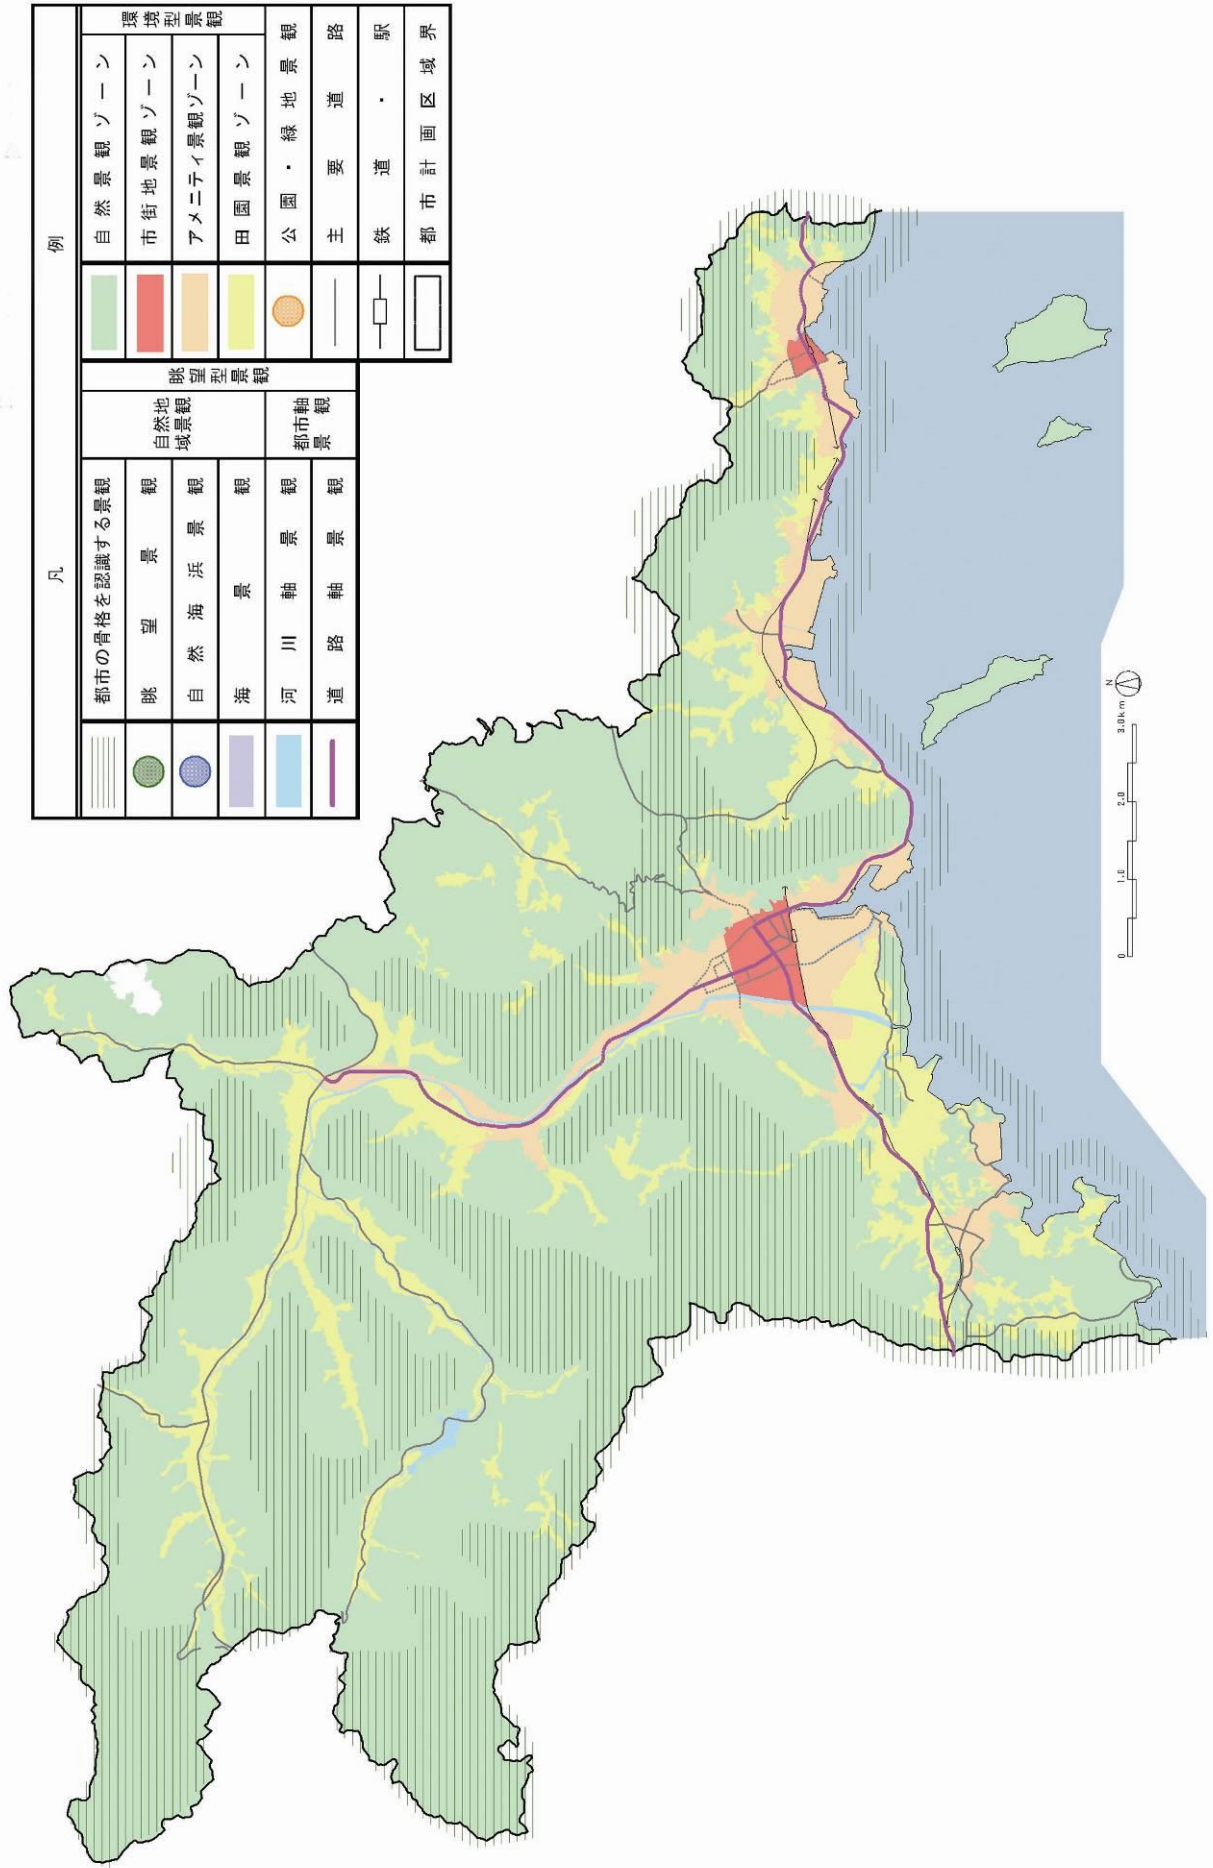 凡例
都市の骨格を認識する景観
眺望景観
自然海浜景観
海景観
河川軸景観
道路軸景観
自然地
域景観
都市軸
景観
眺望型景観
自然景観ゾーン
市街地景観ゾーン
アメニティ景観ゾーン
田園景観ゾーン
公園・緑地景観
主要道路
鉄道・駅
都市計画区域界
環境型景観
N
0 1.0 2.0 3.0km